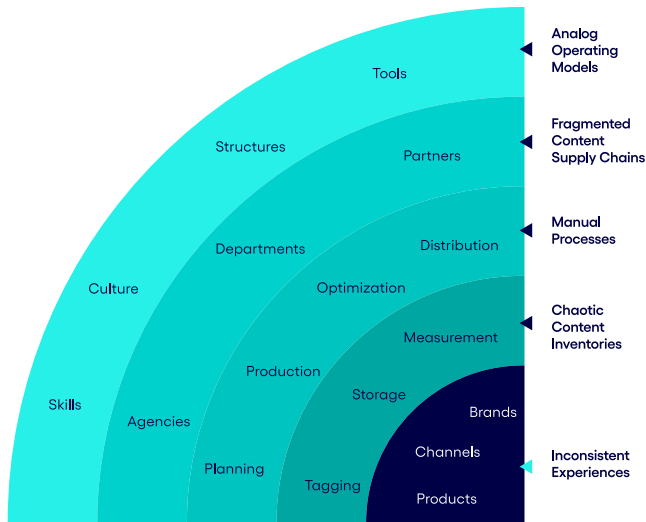 Analog
Operating
Models
Tools
Structures
Culture
Skills
Fragmented
Content
Supply Chains
Partners
Departments
Agencies
Manual
Processes
Distribution
Optimization
Production
Planning
Chaotic
Content
Inventories
Measurement
Storage
Tagging
Inconsistent
Experiences
Brands
Channels
Products